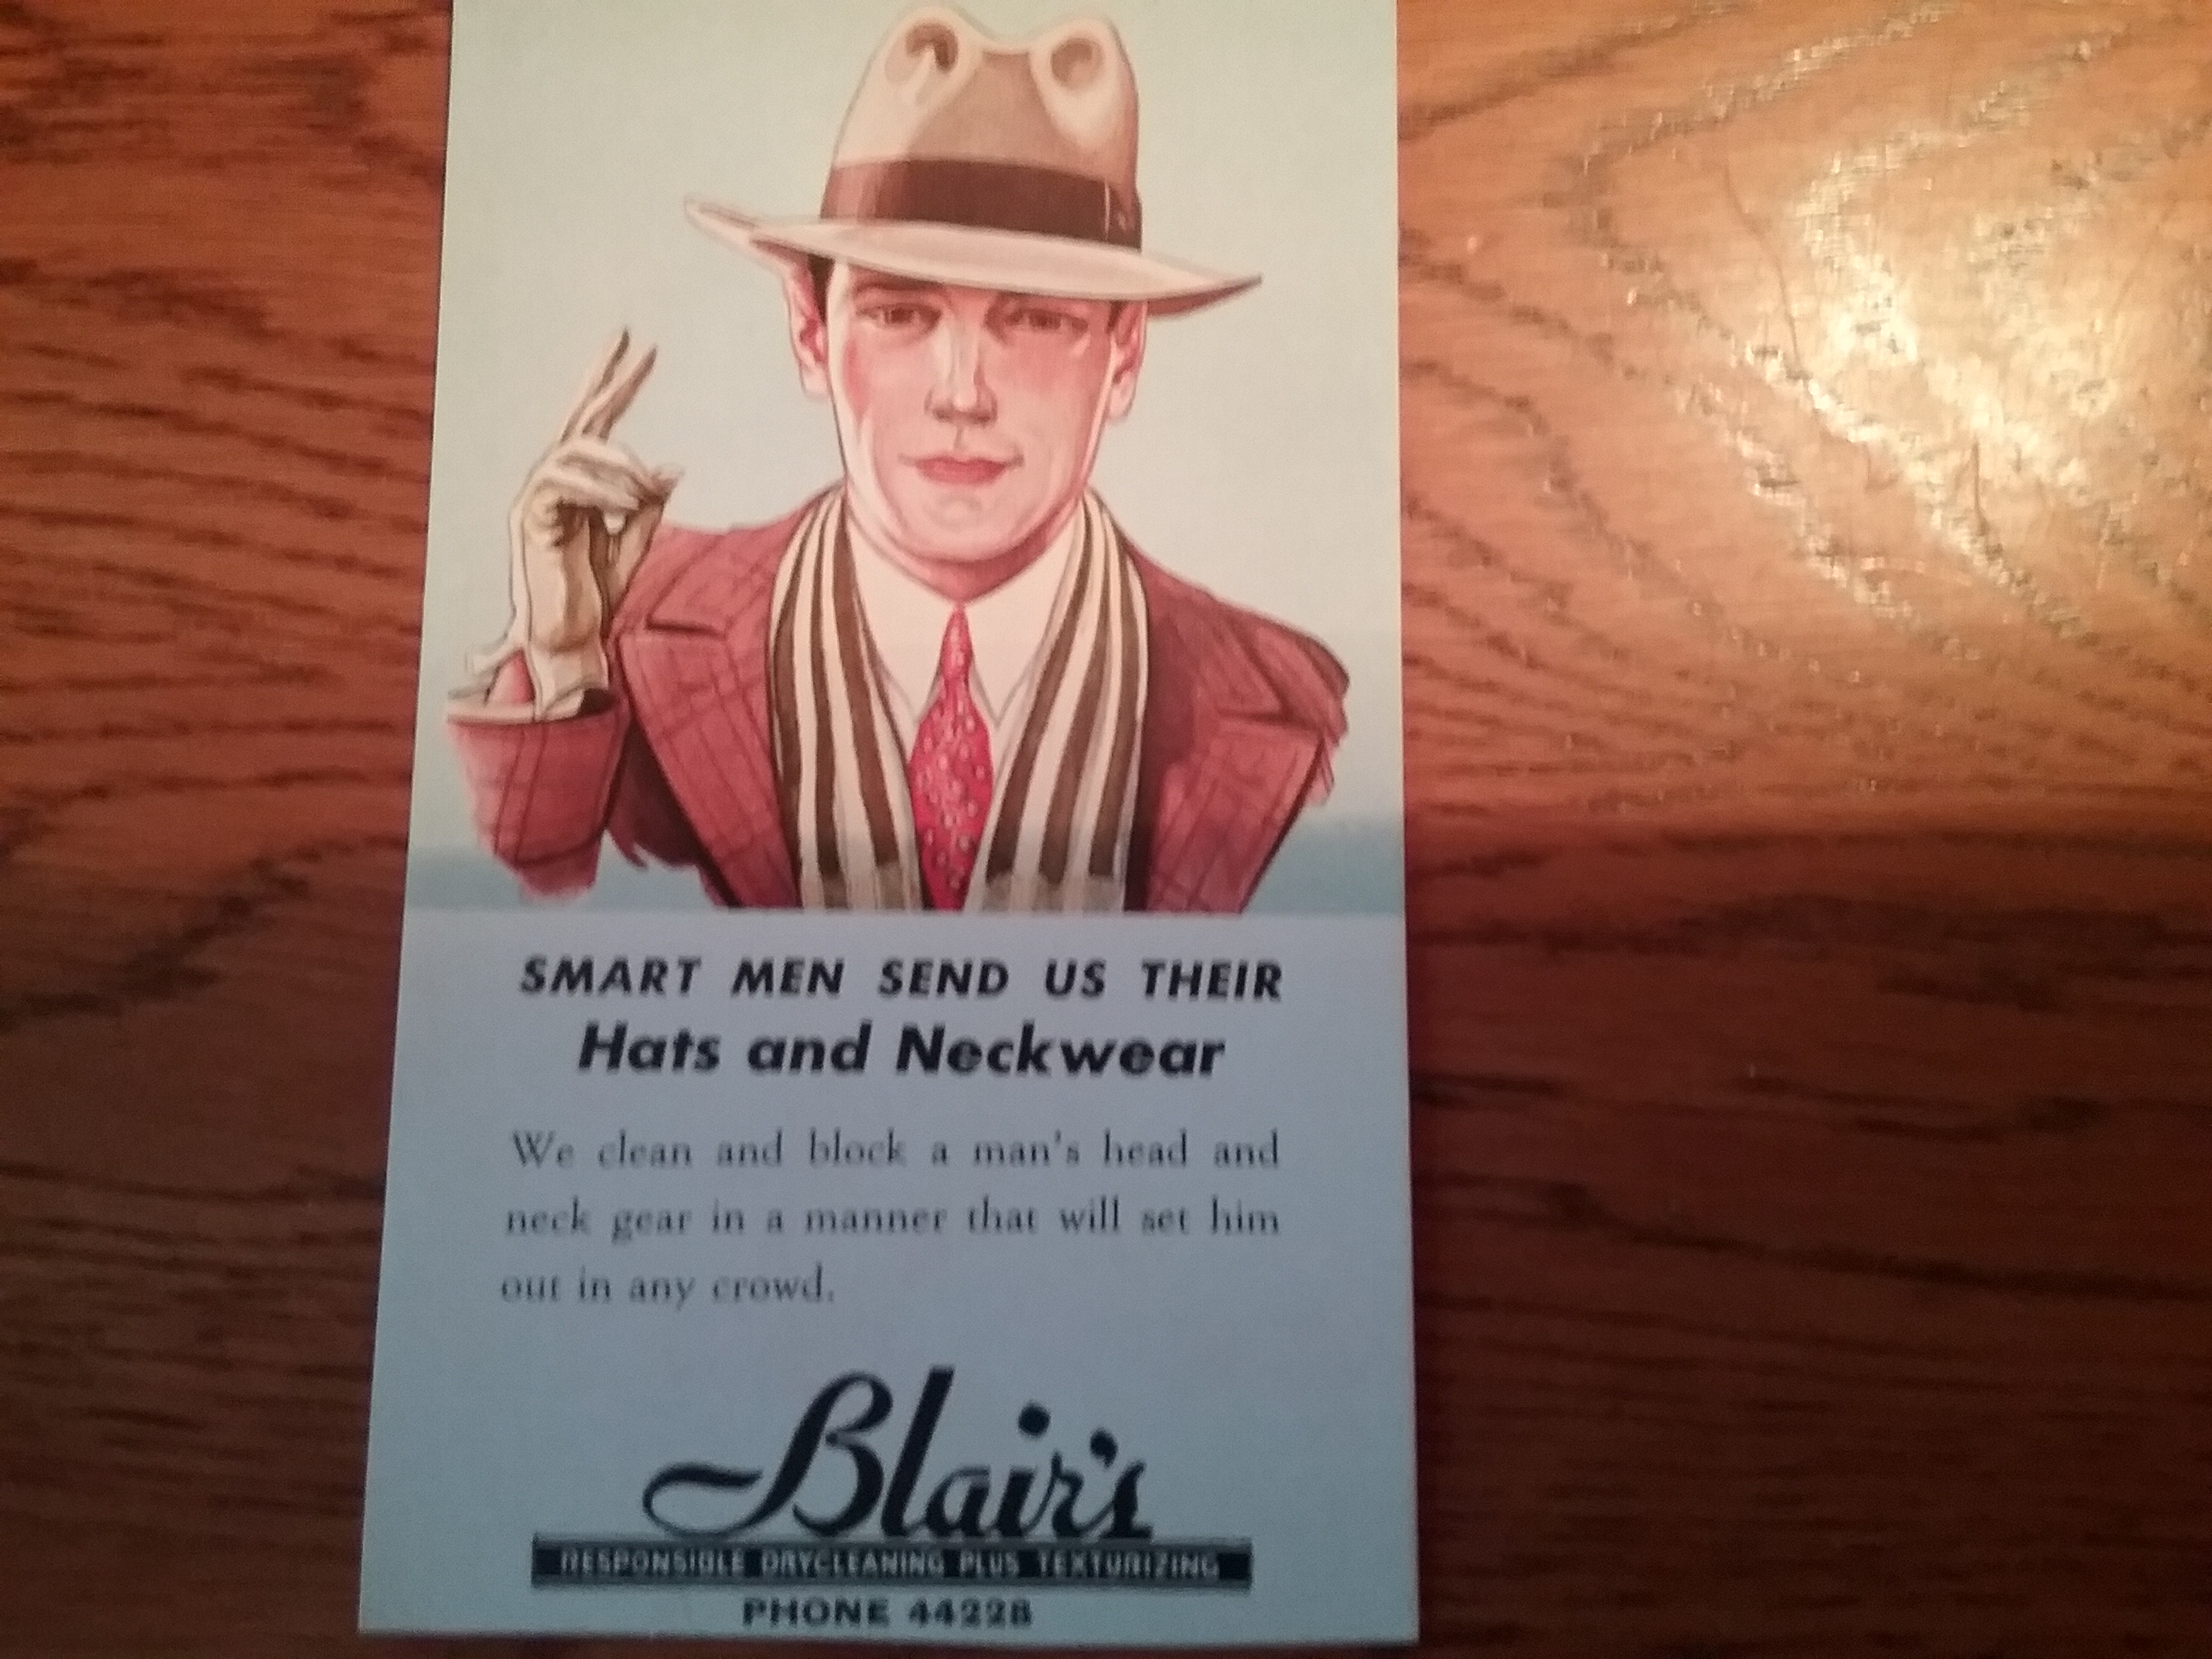 SMART MEN SEND US THEIR
Hats and Neckwear
We clean and block a man's head and
neck gear in a manner that will set him
out in any crowd.
Blair's
RESPONSIBLE DRYCLEANING PLUS TEXTURIZING
PHONE 44228